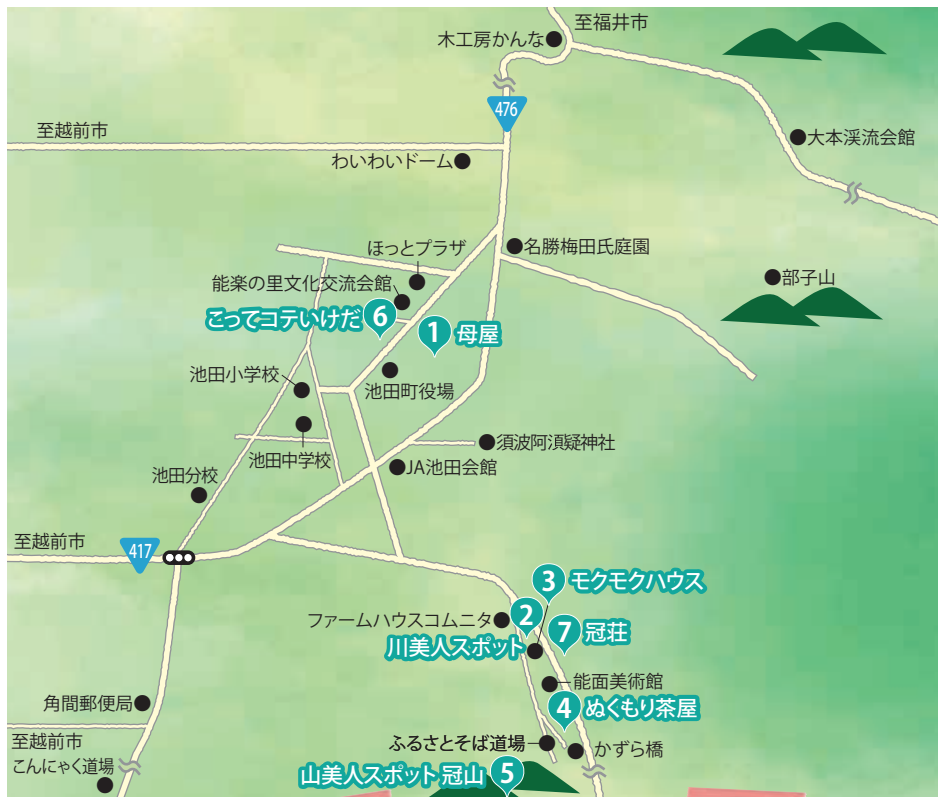 至福井市
木工房かんな
476
至越前市
大本渓流会館
わいわいドーム
名勝梅田氏庭園
ほっとプラザ
能楽の里文化交流会館
部子山
こってコテいけだ 6
1 母屋
池田小学校
池田町役場
須波阿湏疑神社
池田中学校
JA池田会館
池田分校
至越前市
417
3 モクモクハウス
ファームハウスコムニタ
2
川美人スポット
7 冠荘
能面美術館
角間郵便局
4 ぬくもり茶屋
至越前市
ふるさとそば道場
かずら橋
こんにゃく道場
山美人スポット 冠山 5